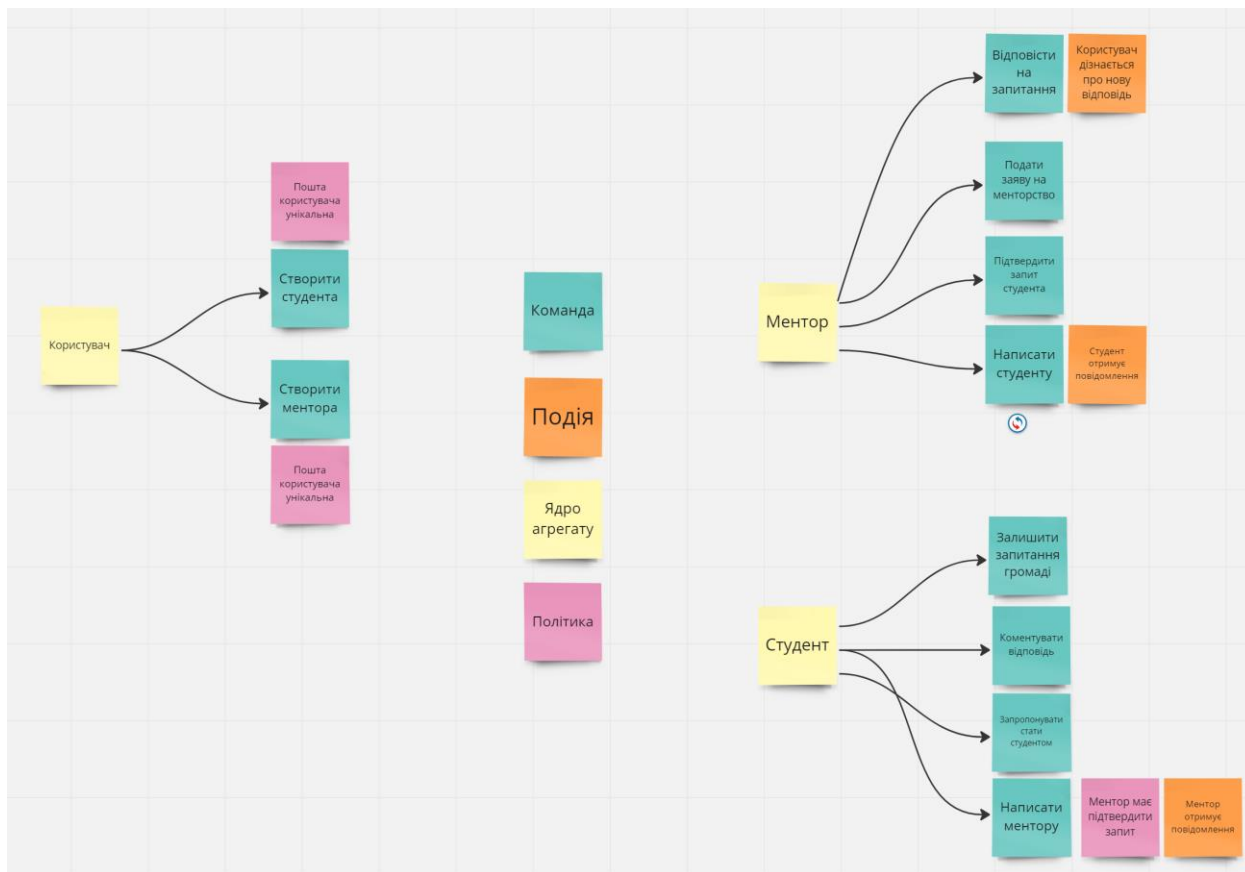 Пошта
користувача
унікальна
Користувач
Створити
студента
Створити
ментора
Пошта
користувача
унікальна
Команда
Подія
Ядро
агрегату
Політика
Ментор
Відповісти
на
запитання
Користувач
дізнається
про нову
відповідь
Подати
заяву на
менторство
Підтвердити
запит
студента
Написати
студенту
Студент
отримує
повідомлення
Студент
Залишити
запитання
громаді
Коментувати
відповідь
Запропонувати
стати
студентом
Написати
ментору
Ментор має
підтвердити
запит
Ментор
отримує
повідомлення